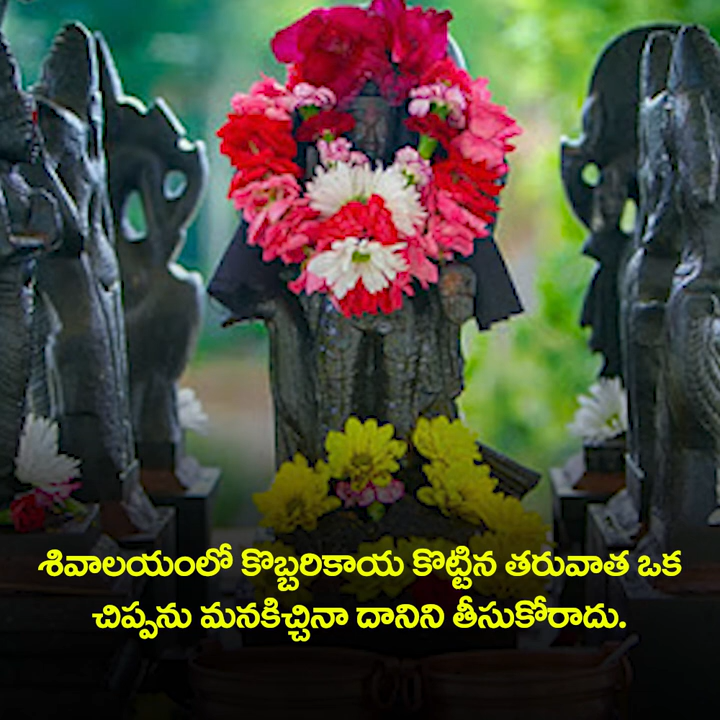 శివాలయంలో కొబ్బరికాయ కొట్టిన తరువాత ఒక
చిప్పను మనకిచ్చినా దానిని తీసుకోరాదు.